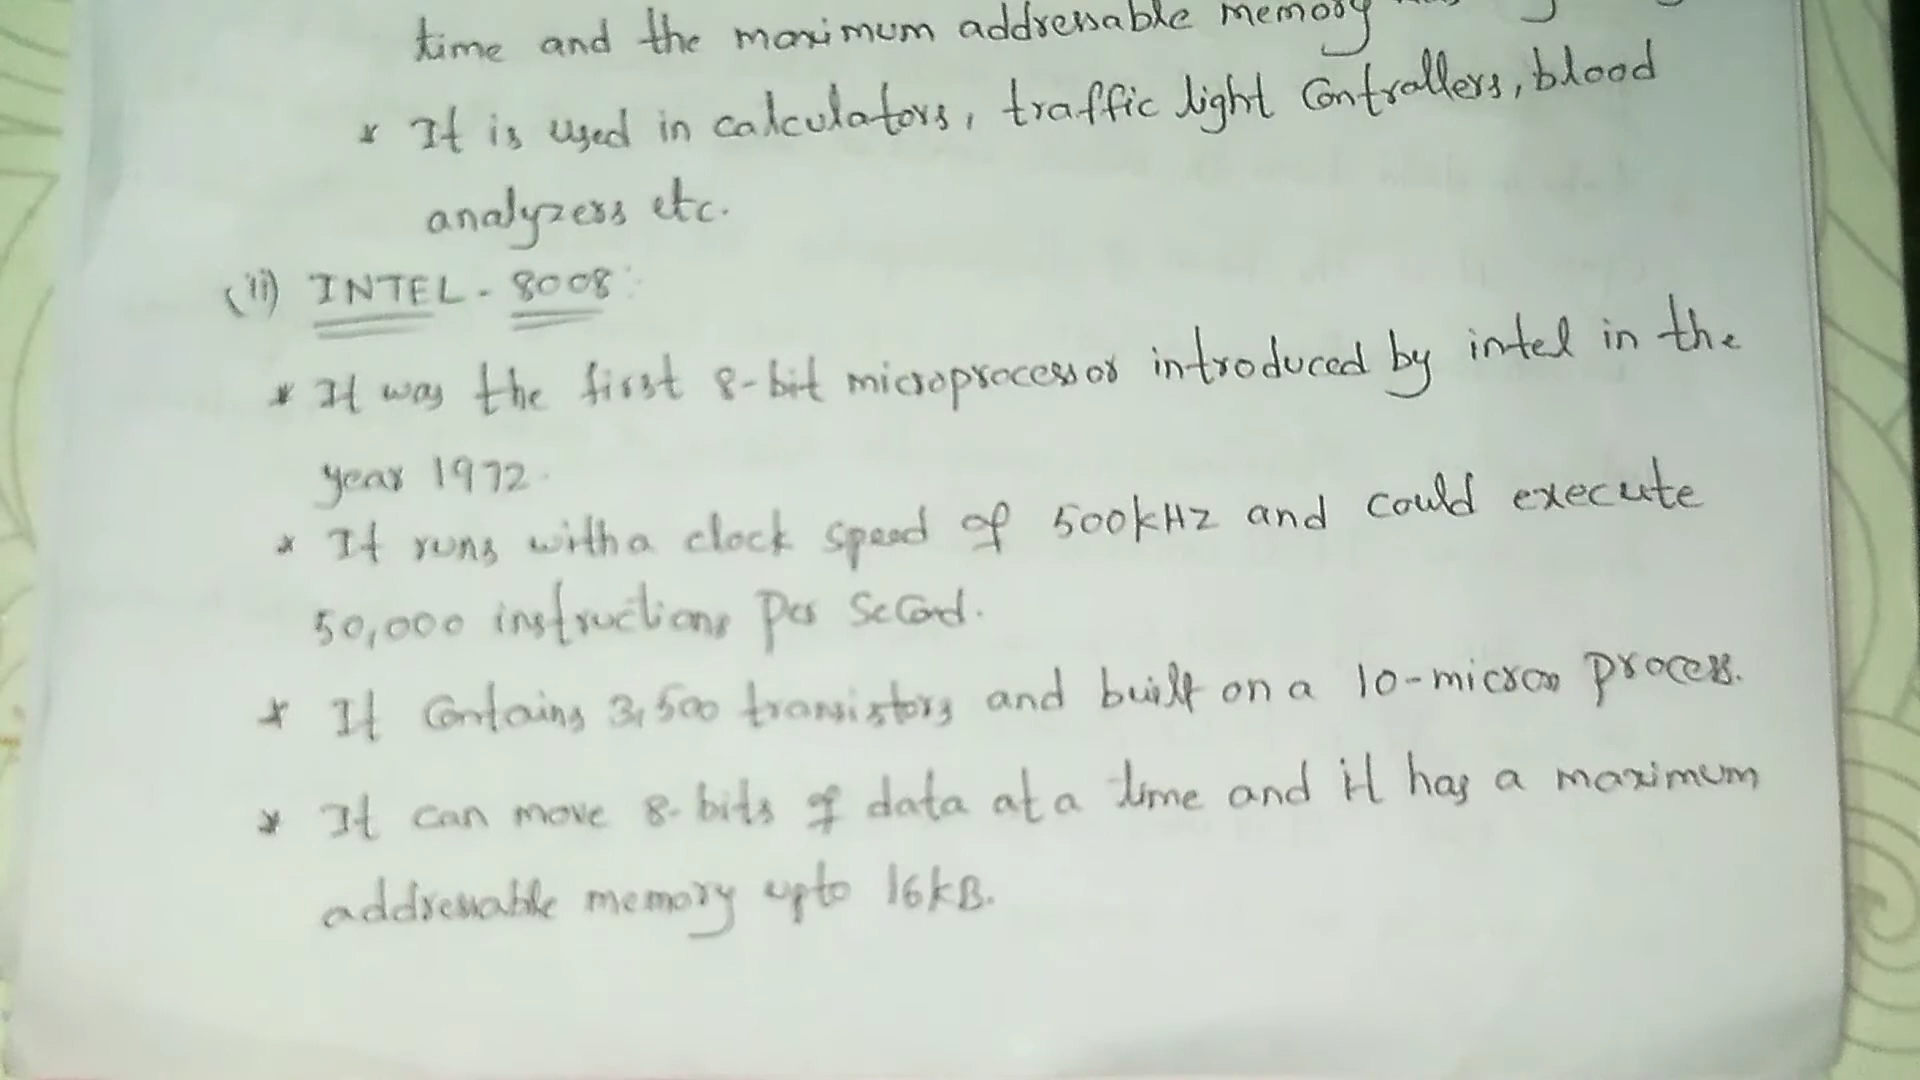 time and the maximum addressable memory
* It is used in calculators, traffic light Controllers, blood
analyzers etc.
(ii) INTEL - 8008:
* It was the first 8-bit microprocessor introduced by intel in the
year 1972.
* It runs with a clock speed of 500kHz and could execute
50,000 instructions per Second.
* It Contains 3,500 transistors and built on a 10-micron process.
* It can move 8-bits of data at a time and it has a maximum
addressable memory upto 16kB.